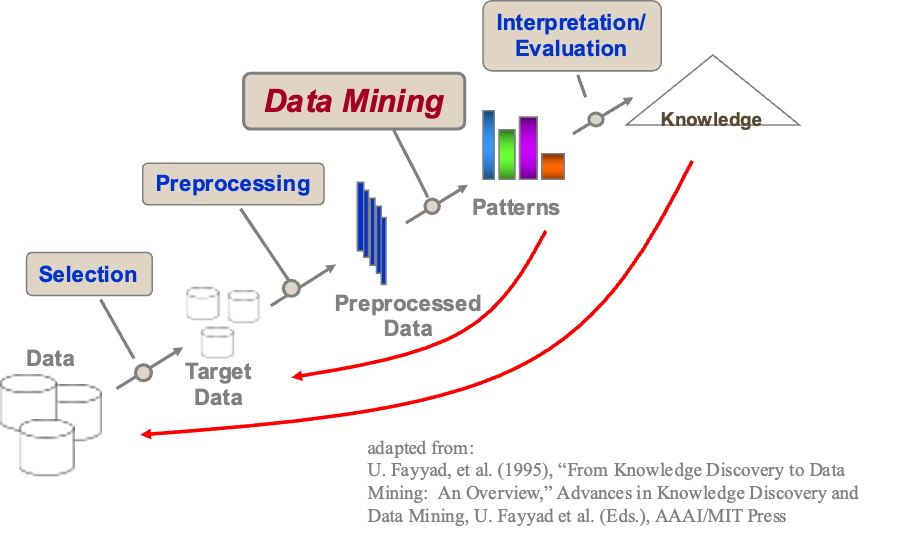 Interpretation/
Evaluation
Data Mining
Knowledge
Preprocessing
Patterns
Selection
Preprocessed
Data
Data
Target
Data
adapted from:
U. Fayyad, et al. (1995), “From Knowledge Discovery to Data
Mining:  An Overview,” Advances in Knowledge Discovery and
Data Mining, U. Fayyad et al. (Eds.), AAAI/MIT Press